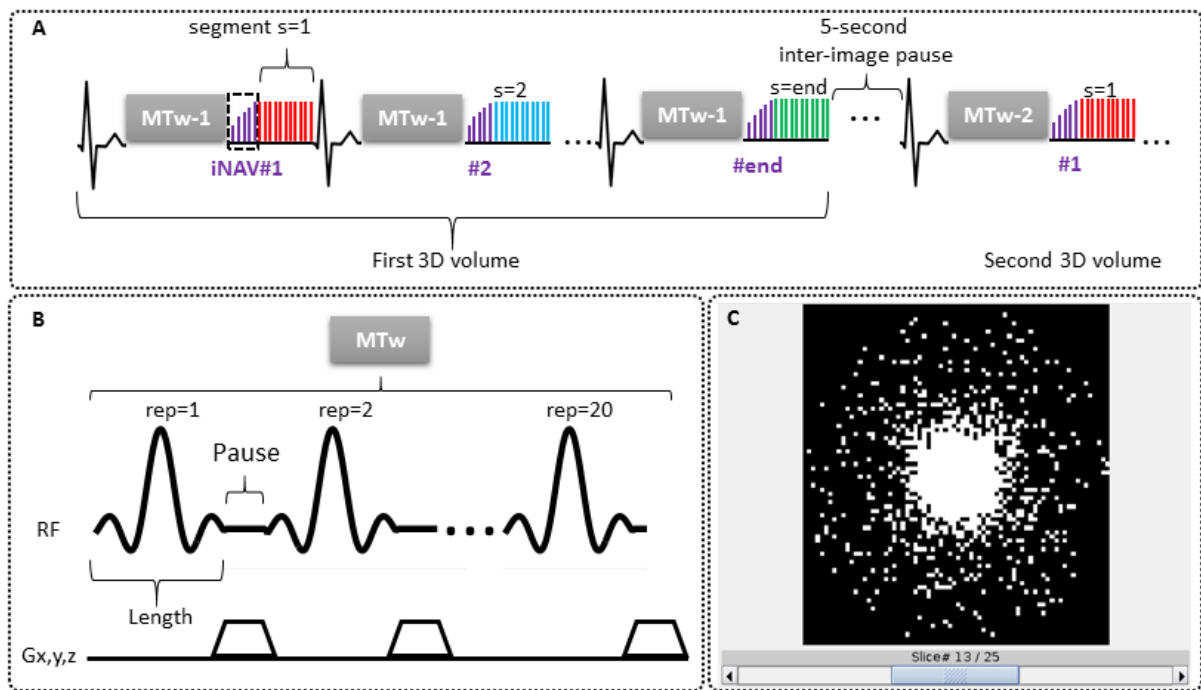 A
segment s=1
5-second
inter-image pause
MTw-1
MTw-1
s=2
MTw-1
s=end
...
MTw-2
s=1
...
...
iNAV#1
#2
#end
#1
First 3D volume
Second 3D volume
B
MTw
rep=1
rep=2
rep=20
Pause
RF
....
Length
Gx,y,z
C
Slice# 13 / 25